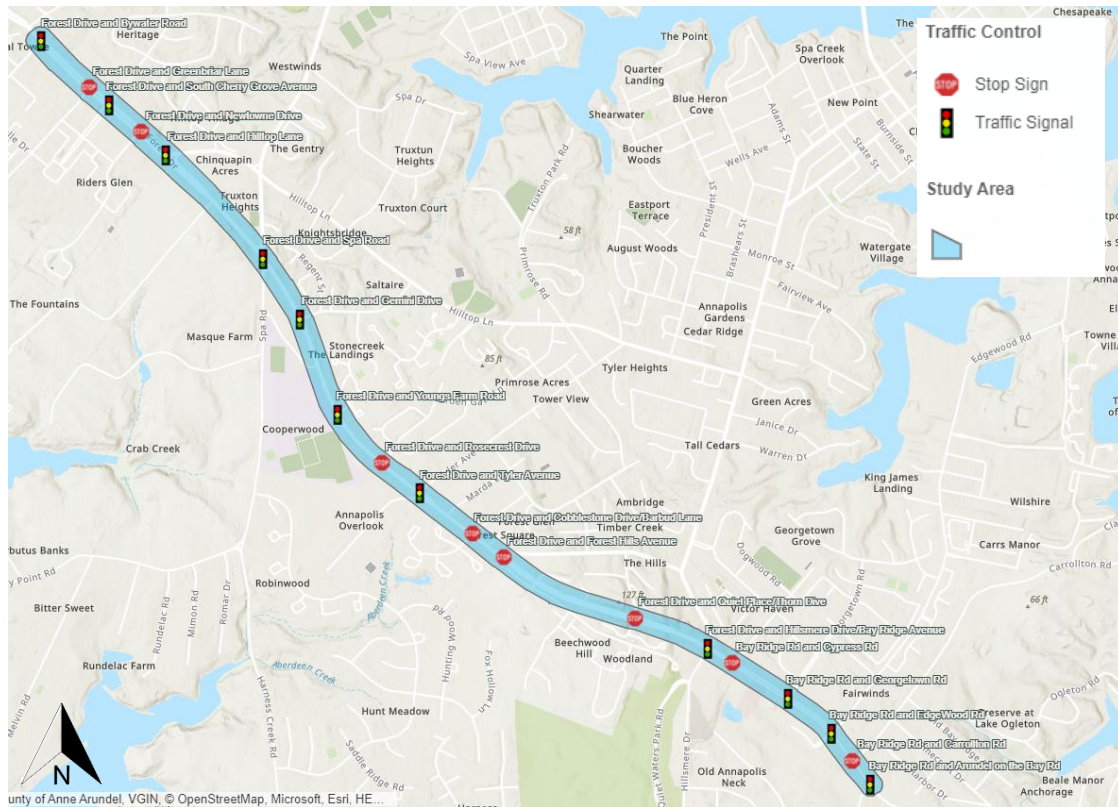 Chesapeake
Forest Drive and Bywater Road
Heritage
The Point
Spa Creek
Overlook
Traffic Control
Westwinds
Spa View Ave
Quarter
Landing
Forest Drive and Greenbriar Lane
Forest Drive and South Cherry Grove Avenue
Spa Dr
Blue Heron
Cove
New Point
Stop Sign
Adams St
Burnside St
Shearwater
Forest Drive and Newtowne Drive
Traffic Signal
State St
Forest Drive and Hilltop Lane
The Gentry
Truxtun
Heights
Boucher
Woods
Wells Ave
Chinquapin
Acres
Riders Glen
Truxton Park Rd
Study Area
Truxton
Heights
Hilltop Ln
Truxton Court
Eastport
Terrace
President St
Knightsbridge
58 ft
Forest Drive and Spa Road
August Woods
Brashears St
Monroe St
Watergate
Village
Regent St
Primrose Rd
Saltaire
Fairview Ave
The Fountains
Forest Drive and Gemini Drive
Hilltop Ln
Annapolis
Gardens
Spa Rd
Masque Farm
Cedar Ridge
Edgewood Rd
Stonecreek
The Landings
85 ft
Tyler Heights
Primrose Acres
Tower View
Green Acres
Forest Drive and Youngs Farm Road
Janice Dr
Cooperwood
Tall Cedars
Warren Dr
Crab Creek
Forest Drive and Rosecrest Drive
King James
Landing
Forest Drive and Tyler Avenue
Wilshire
Annapolis
Overlook
Ambridge
Forest Drive and Cobblestone Drive/Barbud Lane
Timber Creek
Georgetown
Grove
Forest Drive and Forest Hills Avenue
Carrs Manor
The Hills
Dogwood Rd
Carrollton Rd
Robinwood
Aberdeen Creek
Bitter Sweet
Rundelac Rd
Mimon Rd
Romar Dr
127 ft
66 ft
Forest Drive and Quiet Place/Thom Dive
Victor Haven
Hunting Wood Rd
Forest Drive and Hillsmere Drive/Bay Ridge Avenue
Beechwood
Hill
Woodland
Bay Ridge Rd and Cypress Rd
Rundelac Farm
Aberdeen Creek
Fox Hollow Ln
Bay Ridge Rd and Georgetown Rd
Fairwinds
Ogleton Rd
Melvin Rd
Harness Creek Rd
Hunt Meadow
Bay Ridge Rd and EdgeWood Rd
Preserve at
Lake Ogleton
Saddle Ridge Rd
Quiet Waters Park Rd
Hillsmere Dr
Bay Ridge Rd and Carrollton Rd
Old Annapolis
Neck
Bay Ridge Rd and Arundel on the Bay Rd
Beale Manor
Anchorage
N
unty of Anne Arundel, VGIN, © OpenStreetMap, Microsoft, Esri, HE...